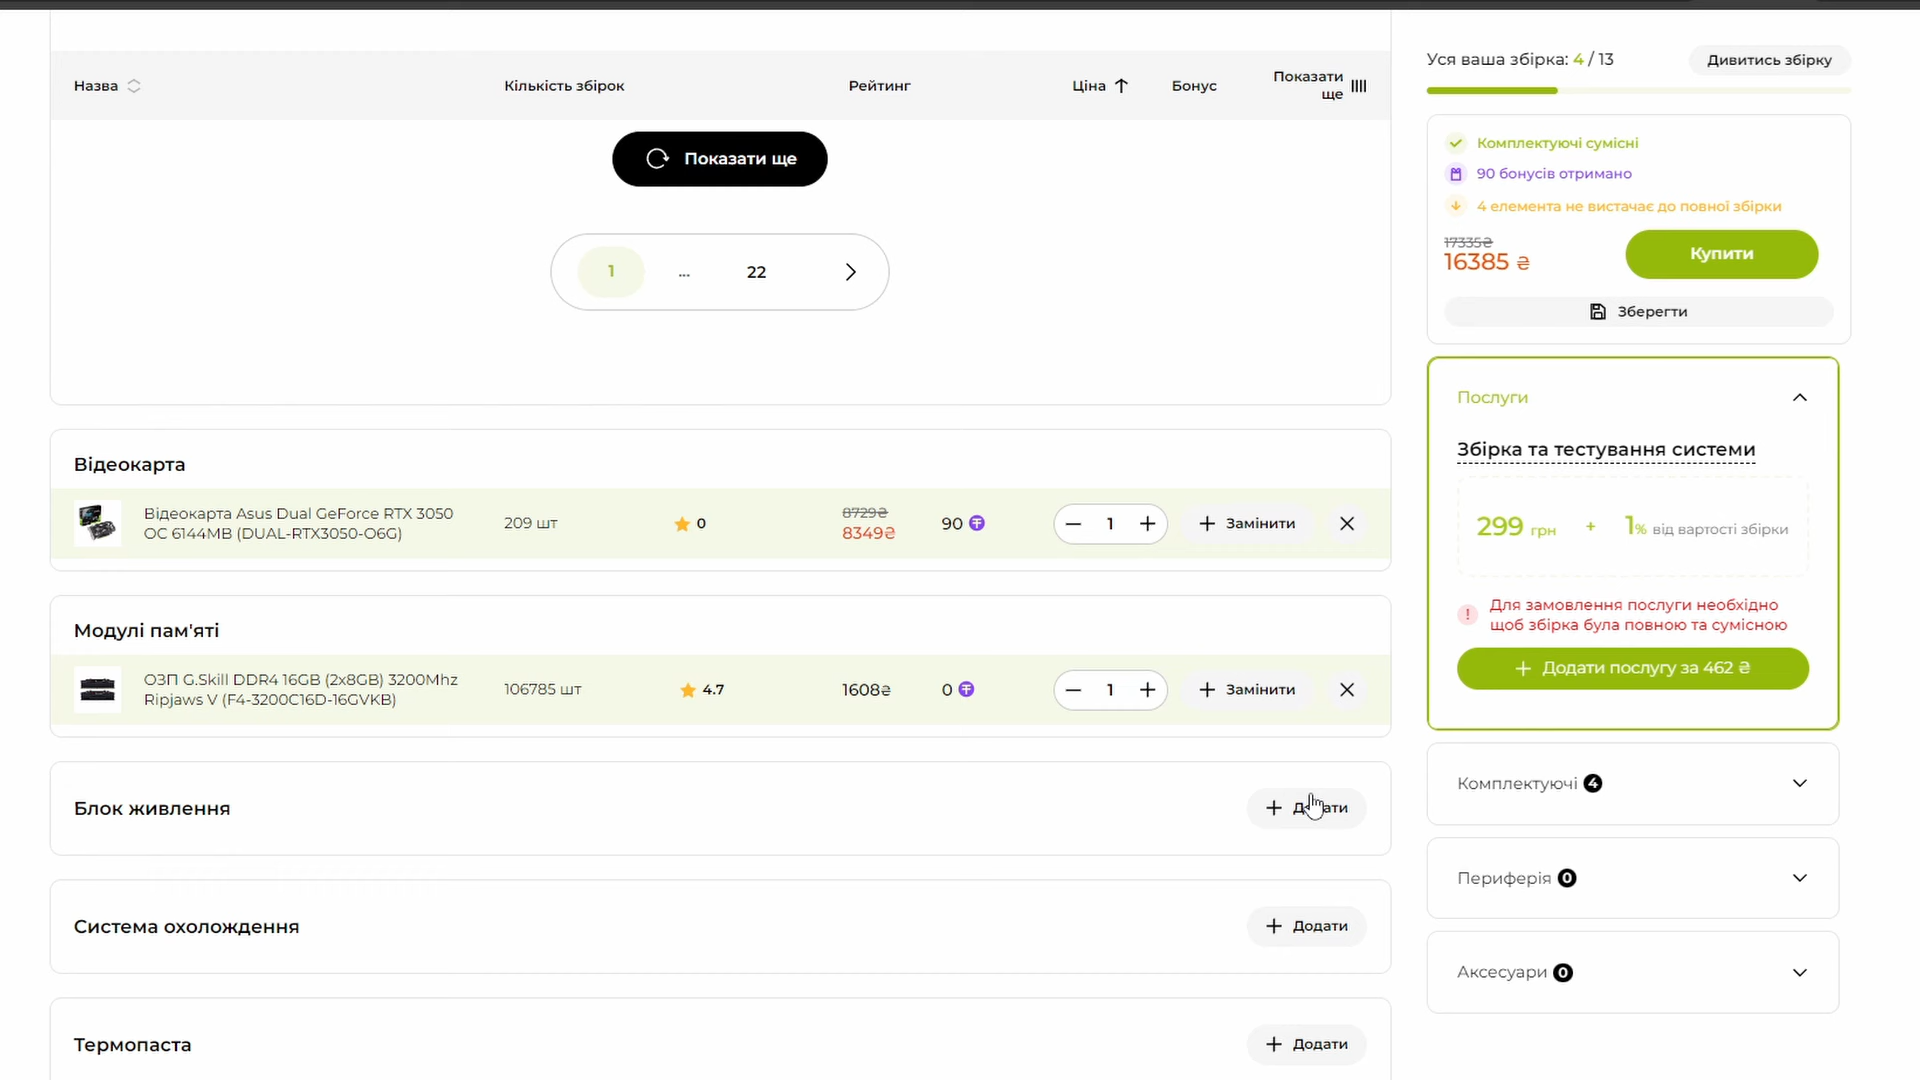 Назва
Кількість збірок
Рейтинг
Ціна
Бонус
Показати
ще
Показати ще
1
...
22
Відеокарта
Відеокарта Asus Dual GeForce RTX 3050
OC 6144MB (DUAL-RTX3050-O6G)
209 шт
0
8729₴
8349₴
90
1
Замінити
Модулі пам'яті
ОЗП G.Skill DDR4 16GB (2x8GB) 3200Mhz
Ripjaws V (F4-3200C16D-16GVKB)
106785 шт
4.7
1608₴
0
1
Замінити
Блок живлення
Додати
Система охолодження
Додати
Термопаста
Додати
Уся ваша збірка: 4 / 13
Дивитись збірку
Комплектуючі сумісні
90 бонусів отримано
4 елемента не вистачає до повної збірки
17335₴
16385 ₴
Купити
Зберегти
Послуги
Збірка та тестування системи
299 грн + 1% від вартості збірки
Для замовлення послуги необхідно
щоб збірка була повною та сумісною
Додати послугу за 462 ₴
Комплектуючі 4
Периферія 0
Аксесуари 0